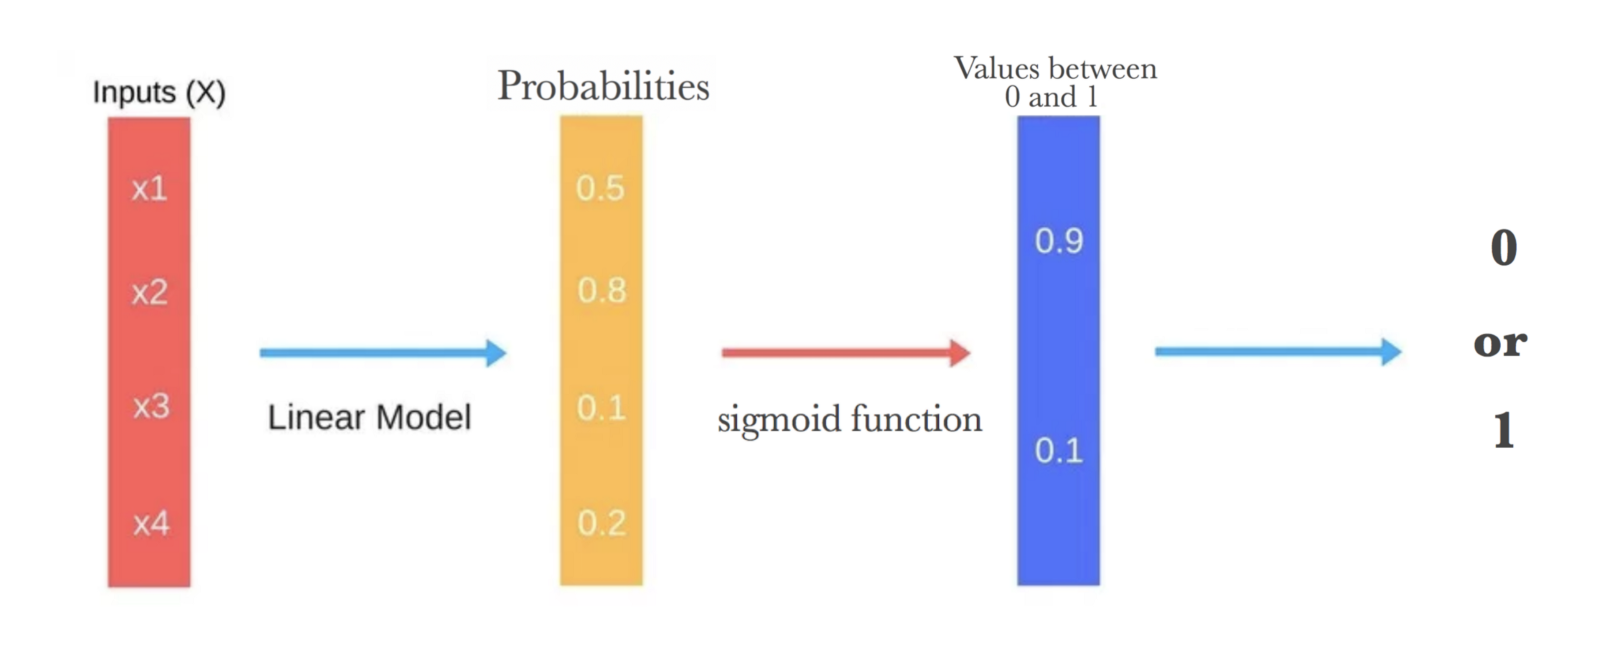 Inputs (X)
x1
x2
x3
x4
Linear Model
Probabilities
0.5
0.8
0.1
0.2
sigmoid function
Values between
0 and 1
0.9
0.1
0
or
1